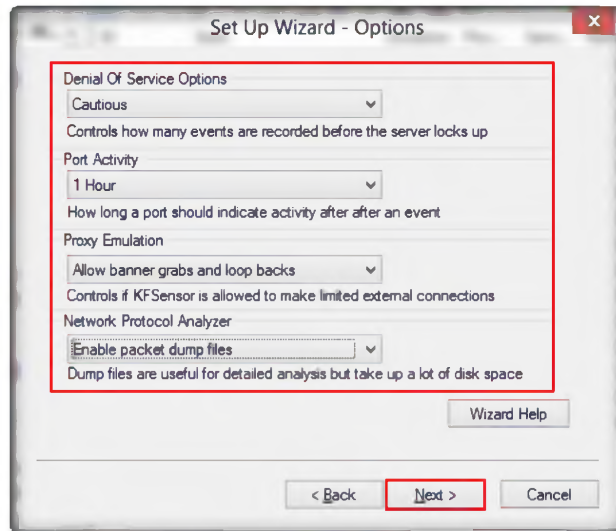 Set Up Wizard - Options
X
Denial Of Service Options
Cautious
Controls how many events are recorded before the server locks up
Port Activity
1 Hour
How long a port should indicate activity after after an event
Proxy Emulation
Allow banner grabs and loop backs
Controls if KFSensor is allowed to make limited external connections
Network Protocol Analyzer
Enable packet dump files
Dump files are useful for detailed analysis but take up a lot of disk space
Wizard Help
< Back
Next >
Cancel